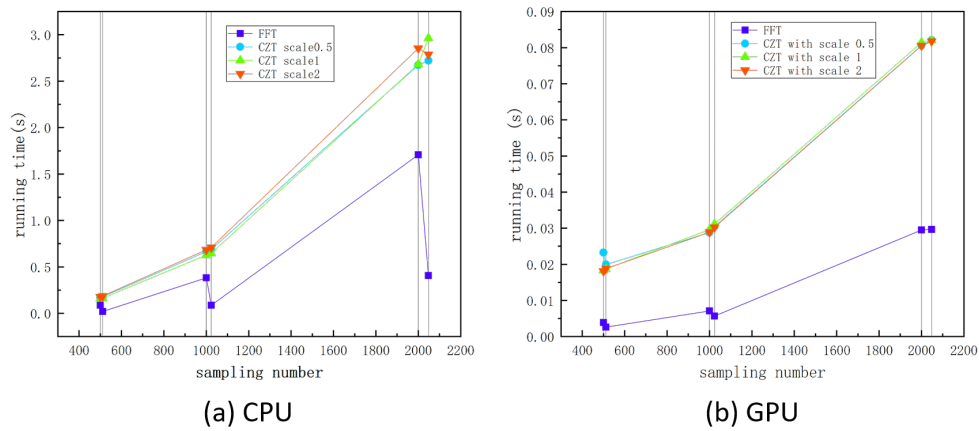 FFT
CZT scale0.5
CZT scale1
CZT scale2
3.0
2.5
2.0
1.5
1.0
0.5
0.0
running time(s)
400 600 800 1000 1200 1400 1600 1800 2000 2200
sampling number
(a) CPU
FFT
CZT with scale 0.5
CZT with scale 1
CZT with scale 2
0.09
0.08
0.07
0.06
0.05
0.04
0.03
0.02
0.01
0.00
running time (s)
400 600 800 1000 1200 1400 1600 1800 2000 2200
sampling number
(b) GPU